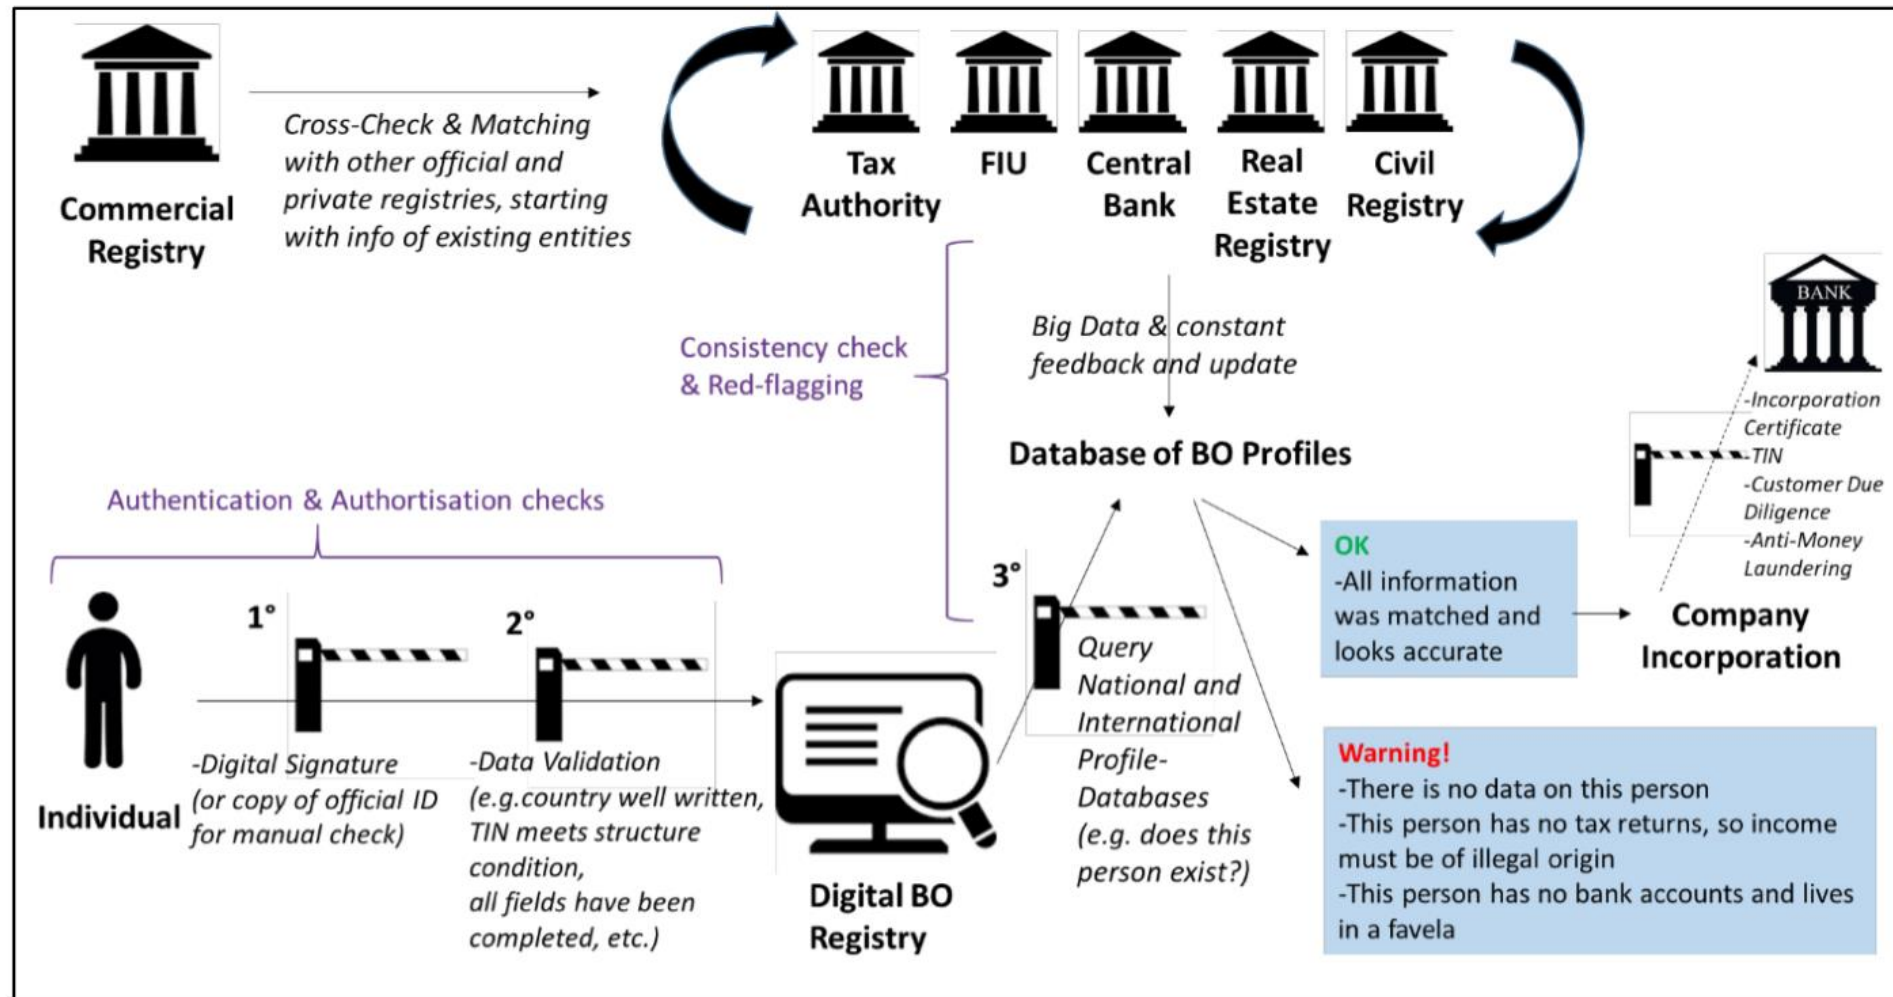 Commercial
Registry
Cross-Check & Matching
with other official and
private registries, starting
with info of existing entities
Tax
Authority
FIU
Central
Bank
Real
Estate
Registry
Civil
Registry
Consistency check
& Red-flagging
Big Data & constant
feedback and update
Database of BO Profiles
BANK
-Incorporation
Certificate
-TIN
-Customer Due
Diligence
-Anti-Money
Laundering
Authentication & Authortisation checks
Individual
1°
-Digital Signature
(or copy of official ID
for manual check)
2°
-Data Validation
(e.g.country well written,
TIN meets structure
condition,
all fields have been
completed, etc.)
Digital BO
Registry
3°
Query
National and
International
Profile-
Databases
(e.g. does this
person exist?)
OK
-All information
was matched and
looks accurate
Company
Incorporation
Warning!
-There is no data on this person
-This person has no tax returns, so income
must be of illegal origin
-This person has no bank accounts and lives
in a favela